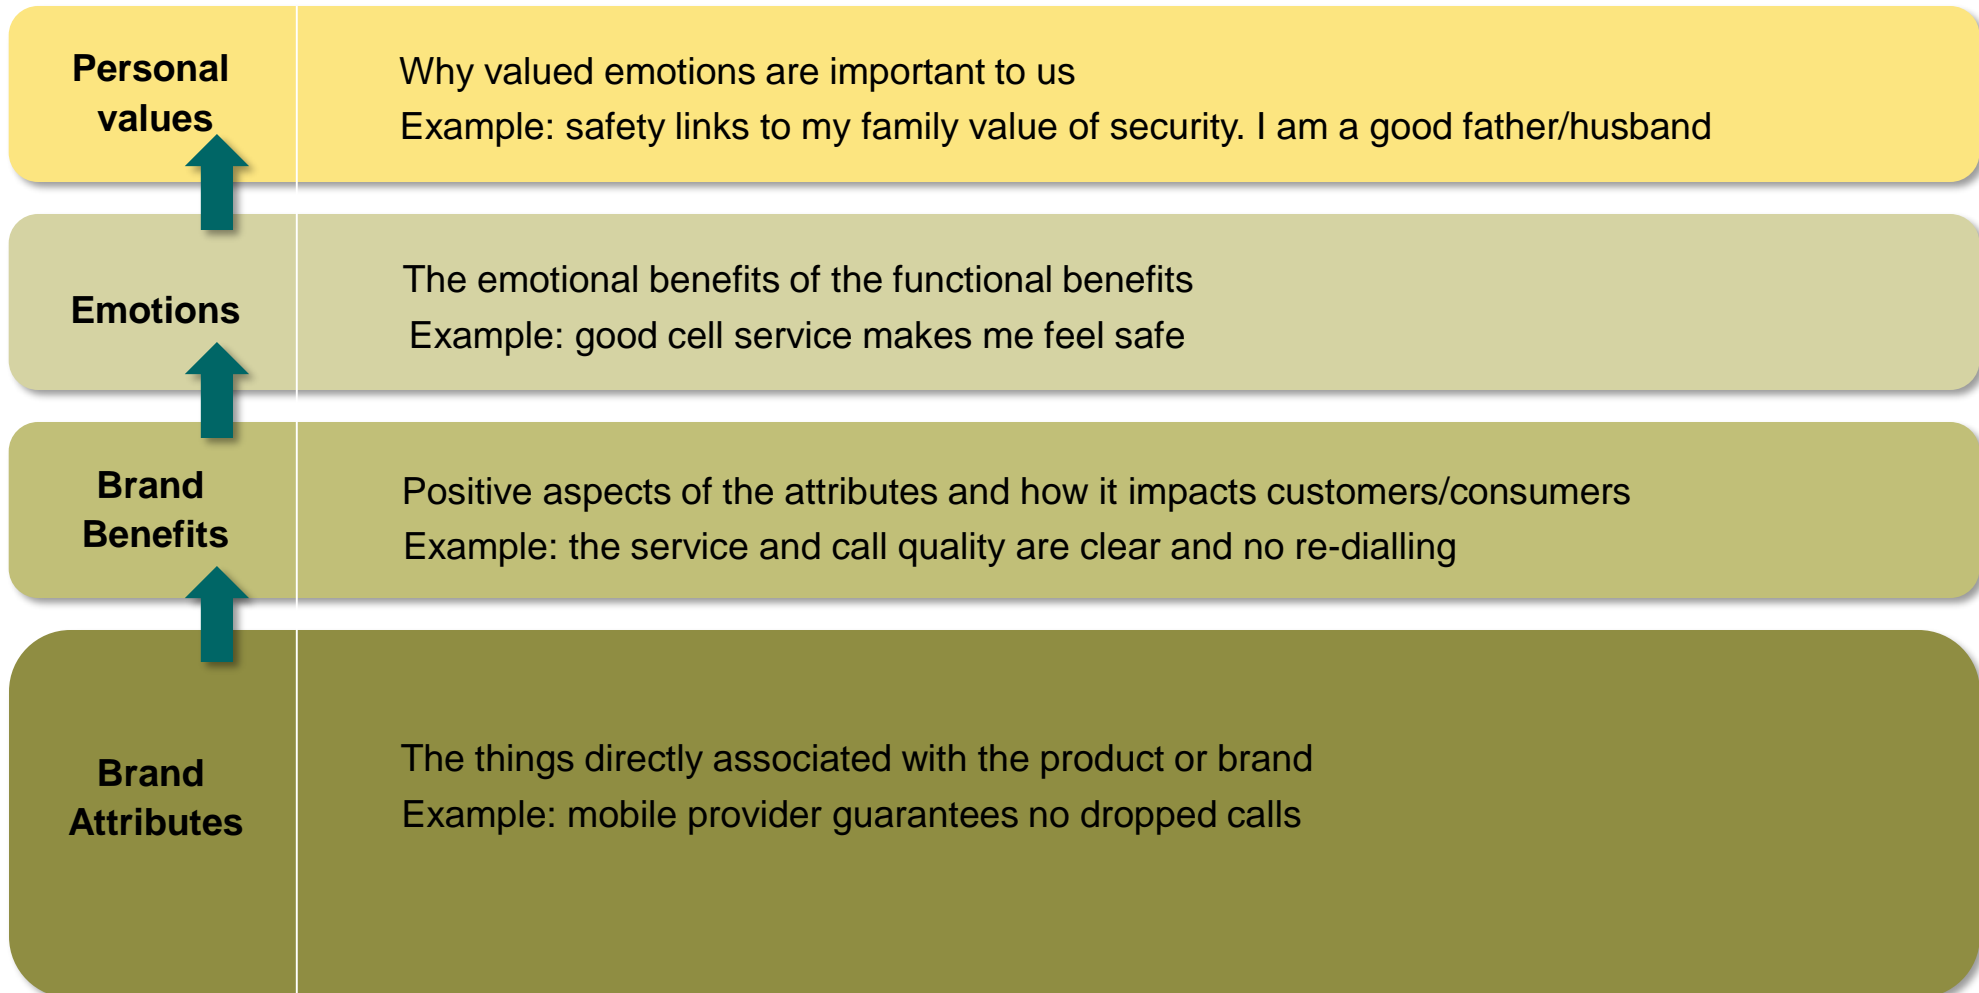 Personal
values
Why valued emotions are important to us
Example: safety links to my family value of security. I am a good father/husband
Emotions
The emotional benefits of the functional benefits
Example: good cell service makes me feel safe
Brand
Benefits
Positive aspects of the attributes and how it impacts customers/consumers
Example: the service and call quality are clear and no re-dialling
Brand
Attributes
The things directly associated with the product or brand
Example: mobile provider guarantees no dropped calls